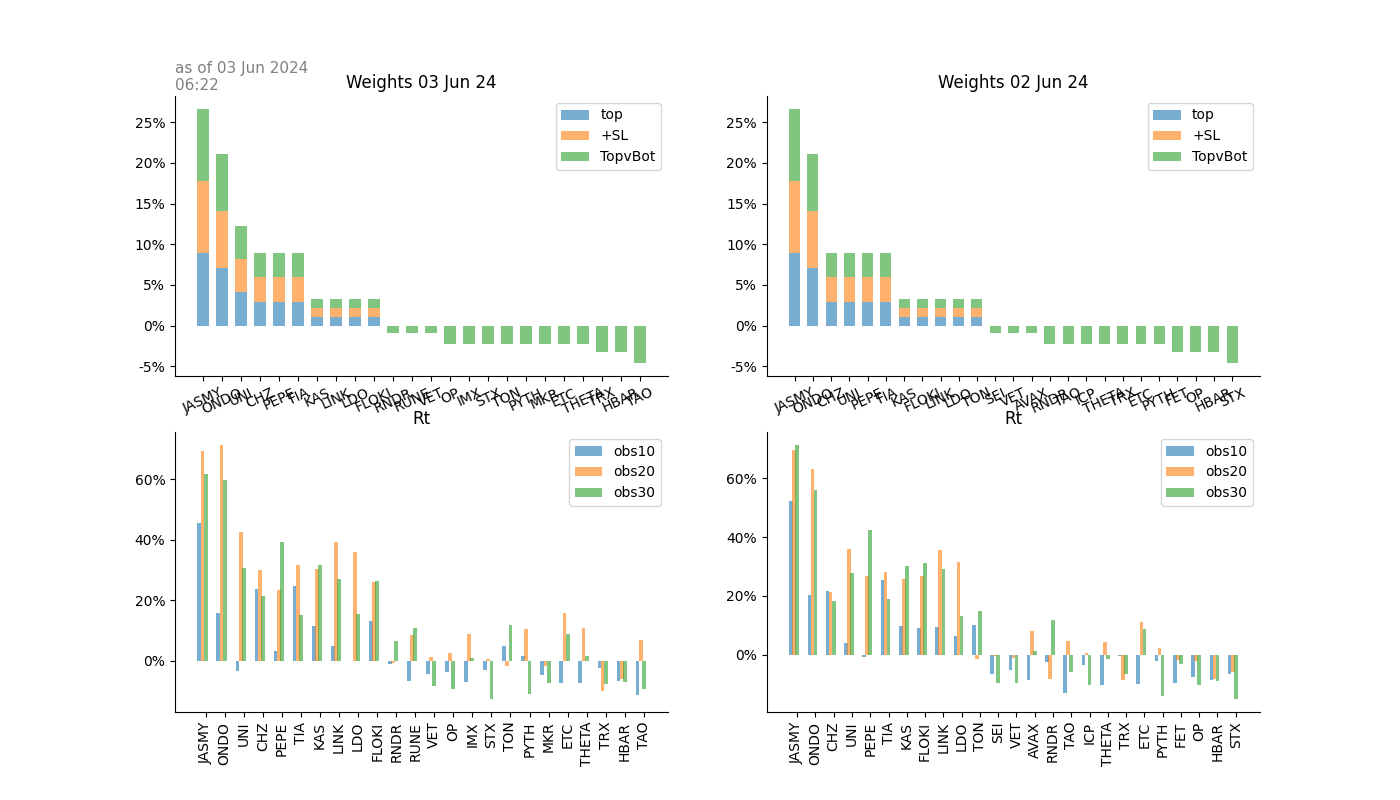 as of 03 Jun 2024
06:22
Weights 03 Jun 24
25%
20%
15%
10%
5%
0%
-5%
top
+SL
TopvBot
JASMY ONDO UNI CHZ PEPE TIA KAS LINK LDO FLOKI RNDR RUNE VET OP IMX STX TON PYTH MKR ETC THETA TRX HBAR TAO
Weights 02 Jun 24
25%
20%
15%
10%
5%
0%
-5%
top
+SL
TopvBot
JASMY ONDO CHZ UNI PEPE TIA KAS FLOKI LINK LDO TON SEI VET AVAX RNDR TAO ICP THETA TRX ETC PYTH FET OP HBAR STX
Rt
60%
40%
20%
0%
obs10
obs20
obs30
JASMY ONDO UNI CHZ PEPE TIA KAS LINK LDO FLOKI RNDR RUNE VET OP IMX STX TON PYTH MKR ETC THETA TRX HBAR TAO
Rt
60%
40%
20%
0%
obs10
obs20
obs30
JASMY ONDO CHZ UNI PEPE TIA KAS FLOKI LINK LDO TON SEI VET AVAX RNDR TAO ICP THETA TRX ETC PYTH FET OP HBAR STX